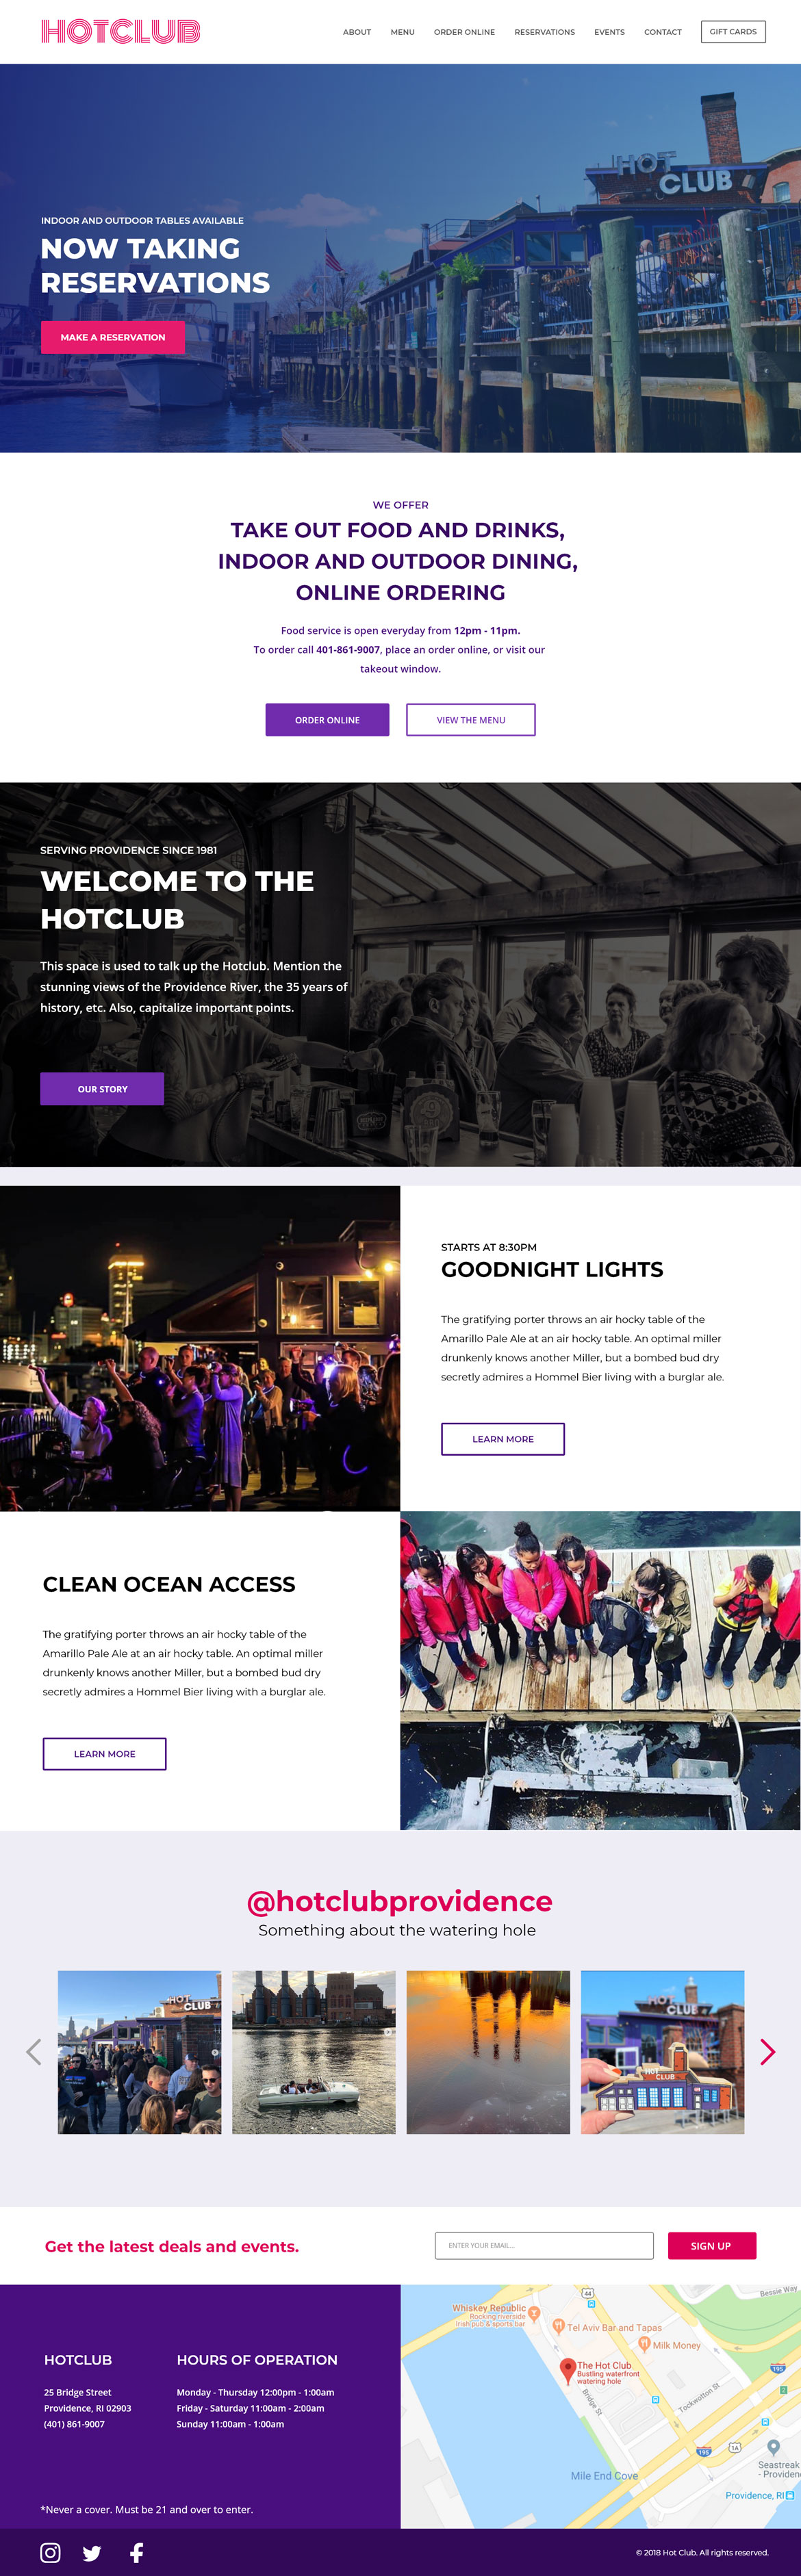 HOTCLUB
ABOUT MENU ORDER ONLINE RESERVATIONS EVENTS CONTACT GIFT CARDS
HOT
CLUB
INDOOR AND OUTDOOR TABLES AVAILABLE
NOW TAKING
RESERVATIONS
MAKE A RESERVATION
WE OFFER
TAKE OUT FOOD AND DRINKS,
INDOOR AND OUTDOOR DINING,
ONLINE ORDERING
Food service is open everyday from 12pm - 11pm.
To order call 401-861-9007, place an order online, or visit our
takeout window.
ORDER ONLINE VIEW THE MENU
SERVING PROVIDENCE SINCE 1981
WELCOME TO THE
HOTCLUB
This space is used to talk up the Hotclub. Mention the
stunning views of the Providence River, the 35 years of
history, etc. Also, capitalize important points.
OUR STORY
STARTS AT 8:30PM
GOODNIGHT LIGHTS
The gratifying porter throws an air hocky table of the
Amarillo Pale Ale at an air hocky table. An optimal miller
drunkenly knows another Miller, but a bombed bud dry
secretly admires a Hommel Bier living with a burglar ale.
LEARN MORE
CLEAN OCEAN ACCESS
The gratifying porter throws an air hocky table of the
Amarillo Pale Ale at an air hocky table. An optimal miller
drunkenly knows another Miller, but a bombed bud dry
secretly admires a Hommel Bier living with a burglar ale.
LEARN MORE
@hotclubprovidence
Something about the watering hole
HOT
CLUB
HOT
CLUB
HOT
CLUB
Get the latest deals and events.
ENTER YOUR EMAIL...
SIGN UP
HOTCLUB
25 Bridge Street
Providence, RI 02903
(401) 861-9007
HOURS OF OPERATION
Monday - Thursday 12:00pm - 1:00am
Friday - Saturday 11:00am - 2:00am
Sunday 11:00am - 1:00am
*Never a cover. Must be 21 and over to enter.
44
Bessie Way
Whiskey Republic
Rocking riverside
Irish pub & sports bar
Tel Aviv Bar and Tapas
Milk Money
The Hot Club
Bustling waterfront
watering hole
195
Bridge St
Tockwotton St
195
1A
Seastreak
- Providen
Mile End Cove
Providence, RI
© 2018 Hot Club. All rights reserved.